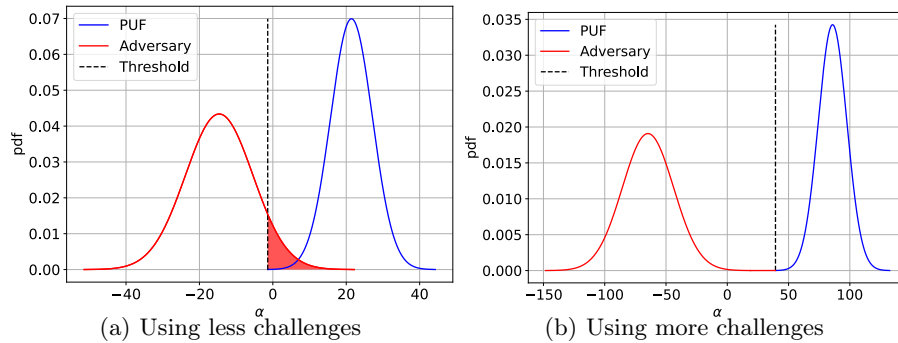 PUF
Adversary
Threshold
0.07
0.06
0.05
0.04
0.03
0.02
0.01
0.00
pdf
−40 −20 0 20 40
α
(a) Using less challenges
PUF
Adversary
Threshold
0.035
0.030
0.025
0.020
0.015
0.010
0.005
0.000
pdf
−150 −100 −50 0 50 100
α
(b) Using more challenges